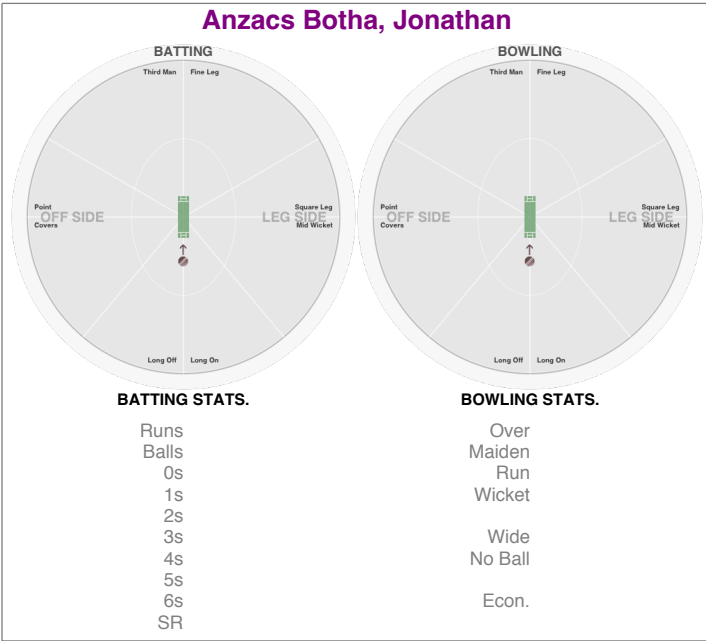 Anzacs Botha, Jonathan
BATTING
Third Man Fine Leg
Point
OFF SIDE
Covers
Square Leg
LEG SIDE
Mid Wicket
Long Off Long On
BOWLING
Third Man Fine Leg
Point
OFF SIDE
Covers
Square Leg
LEG SIDE
Mid Wicket
Long Off Long On
BATTING STATS.
Runs
Balls
0s
1s
2s
3s
4s
5s
6s
SR
BOWLING STATS.
Over
Maiden
Run
Wicket
Wide
No Ball
Econ.